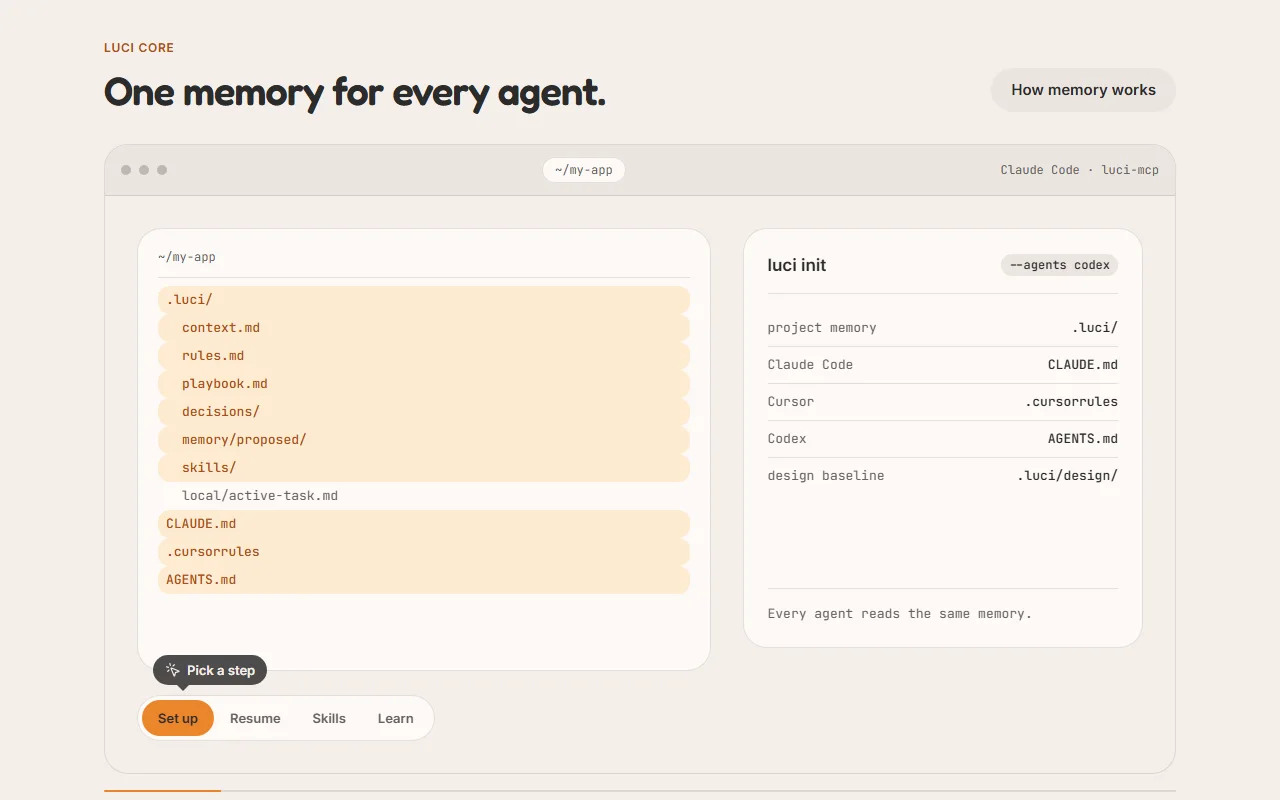 LUCI CORE
One memory for every agent.
How memory works
~/my-app
Claude Code · luci-mcp
~/my-app
.luci/
context.md
rules.md
playbook.md
decisions/
memory/proposed/
skills/
local/active-task.md
CLAUDE.md
.cursorrules
AGENTS.md
luci init
--agents codex
project memory .luci/
Claude Code CLAUDE.md
Cursor .cursorrules
Codex AGENTS.md
design baseline .luci/design/
Every agent reads the same memory.
Pick a step
Set up Resume Skills Learn